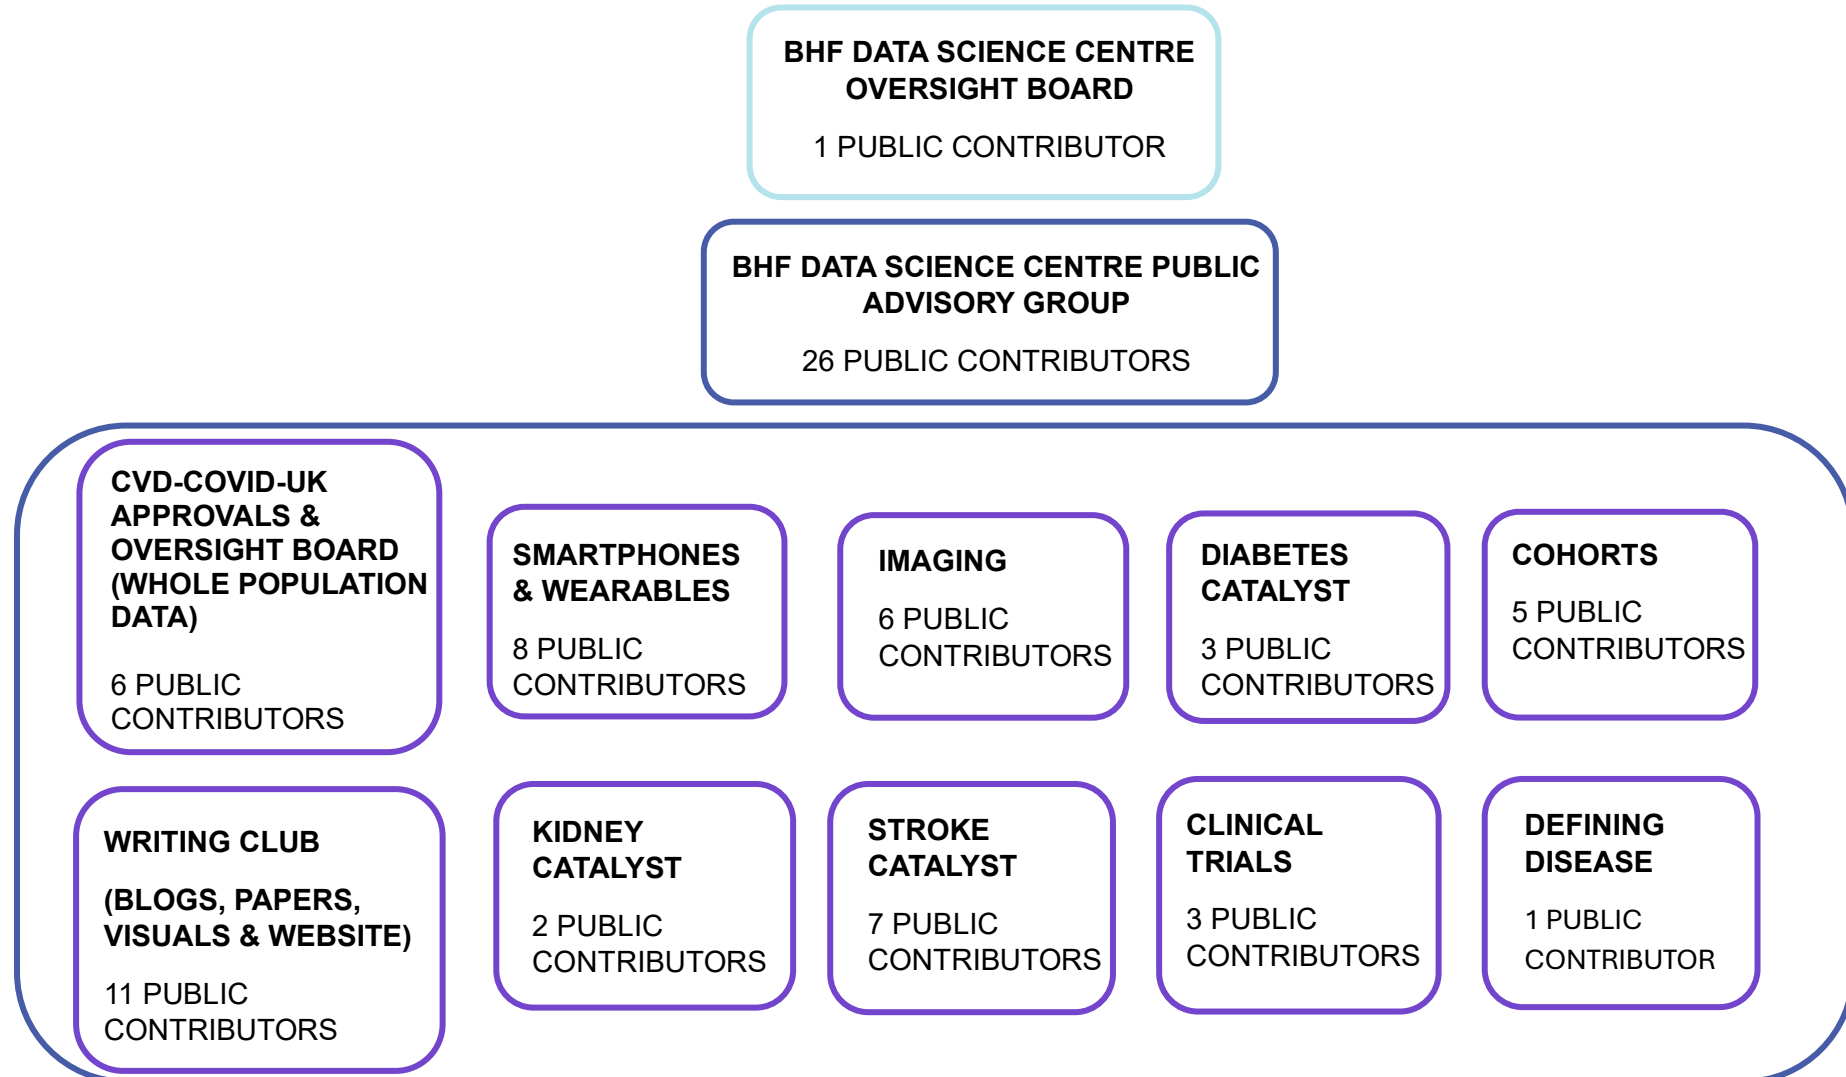 BHF DATA SCIENCE CENTRE
OVERSIGHT BOARD
1 PUBLIC CONTRIBUTOR
BHF DATA SCIENCE CENTRE PUBLIC
ADVISORY GROUP
26 PUBLIC CONTRIBUTORS
CVD-COVID-UK
APPROVALS &
OVERSIGHT BOARD
(WHOLE POPULATION
DATA)
6 PUBLIC
CONTRIBUTORS
SMARTPHONES
& WEARABLES
8 PUBLIC
CONTRIBUTORS
IMAGING
6 PUBLIC
CONTRIBUTORS
DIABETES
CATALYST
3 PUBLIC
CONTRIBUTORS
COHORTS
5 PUBLIC
CONTRIBUTORS
WRITING CLUB
(BLOGS, PAPERS,
VISUALS & WEBSITE)
11 PUBLIC
CONTRIBUTORS
KIDNEY
CATALYST
2 PUBLIC
CONTRIBUTORS
STROKE
CATALYST
7 PUBLIC
CONTRIBUTORS
CLINICAL
TRIALS
3 PUBLIC
CONTRIBUTORS
DEFINING
DISEASE
1 PUBLIC
CONTRIBUTOR